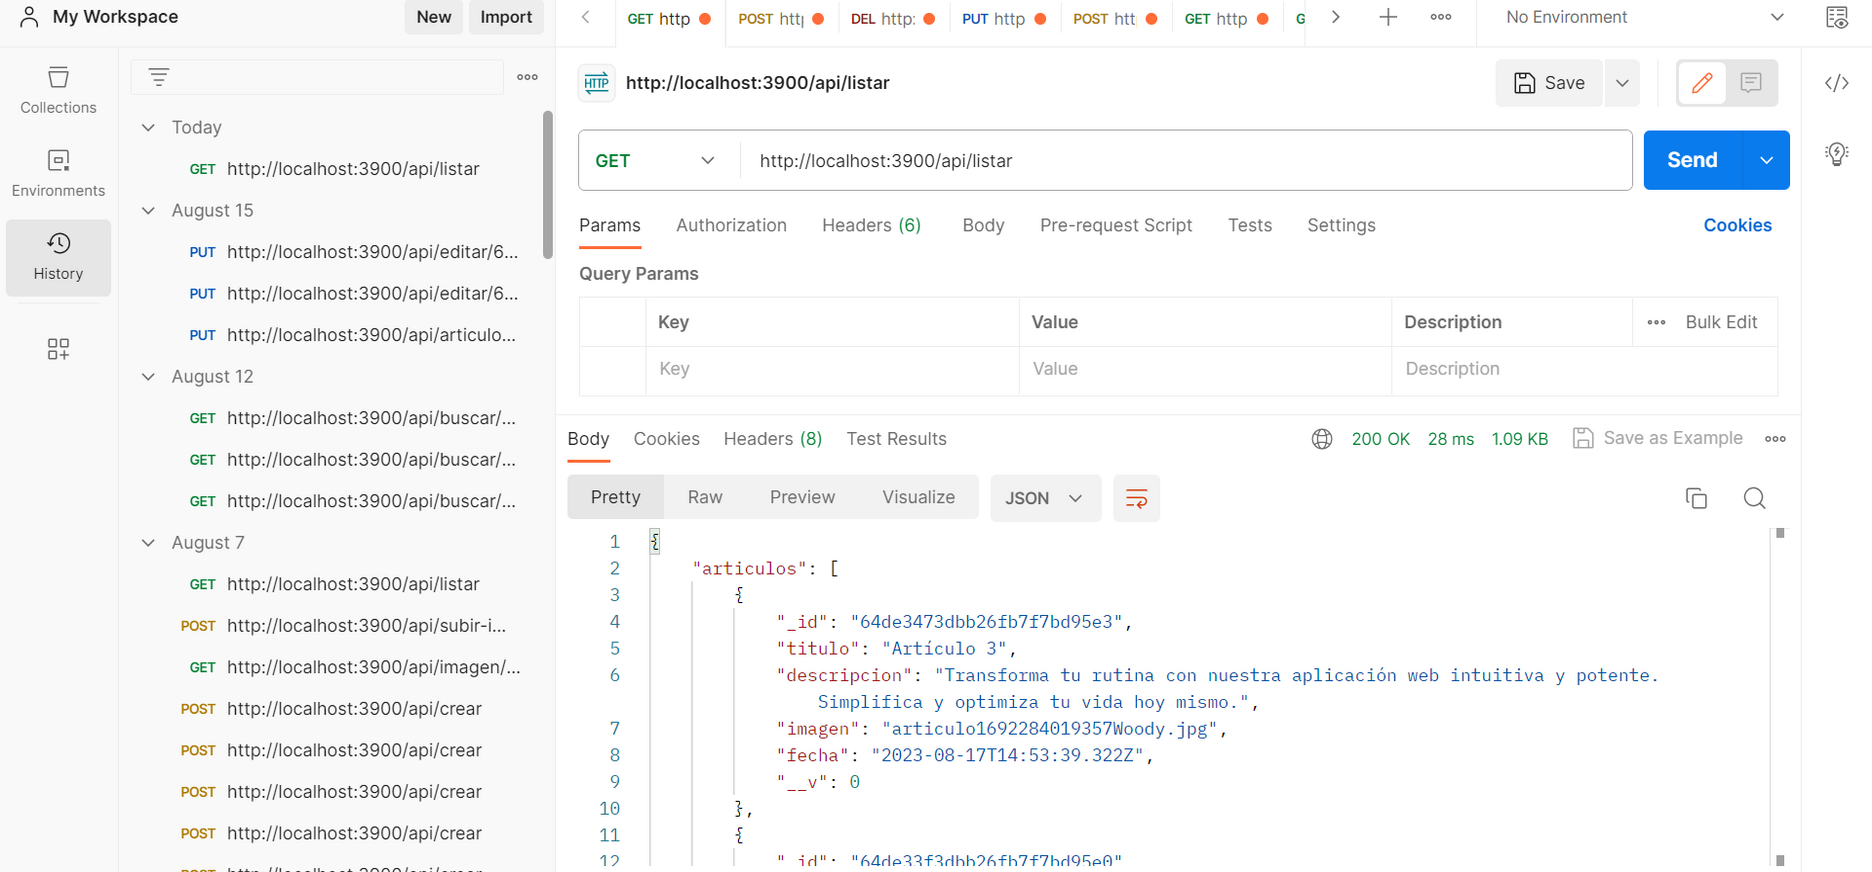 My Workspace
New
Import
GET http
POST http
DEL http:
PUT http
POST htt
GET http
G
No Environment
Collections
Environments
History
Today
GET http://localhost:3900/api/listar
August 15
PUT http://localhost:3900/api/editar/6...
PUT http://localhost:3900/api/editar/6...
PUT http://localhost:3900/api/articulo...
August 12
GET http://localhost:3900/api/buscar/...
GET http://localhost:3900/api/buscar/...
GET http://localhost:3900/api/buscar/...
August 7
GET http://localhost:3900/api/listar
POST http://localhost:3900/api/subir-i...
GET http://localhost:3900/api/imagen/...
POST http://localhost:3900/api/crear
POST http://localhost:3900/api/crear
POST http://localhost:3900/api/crear
POST http://localhost:3900/api/crear
HTTP http://localhost:3900/api/listar
Save
</>
GET http://localhost:3900/api/listar
Send
Params Authorization Headers (6) Body Pre-request Script Tests Settings Cookies
Query Params
Key Value Description Bulk Edit
Key Value Description
Body Cookies Headers (8) Test Results 200 OK 28 ms 1.09 KB Save as Example
Pretty Raw Preview Visualize JSON
1 {
2 "articulos": [
3 {
4 "_id": "64de3473dbb26fb7f7bd95e3",
5 "titulo": "Artículo 3",
6 "descripcion": "Transforma tu rutina con nuestra aplicación web intuitiva y potente.
Simplifica y optimiza tu vida hoy mismo.",
7 "imagen": "articulo1692284019357Woody.jpg",
8 "fecha": "2023-08-17T14:53:39.322Z",
9 "__v": 0
10 },
11 {
12 "_id": "64de33f3dbb26fb7f7bd95e0"